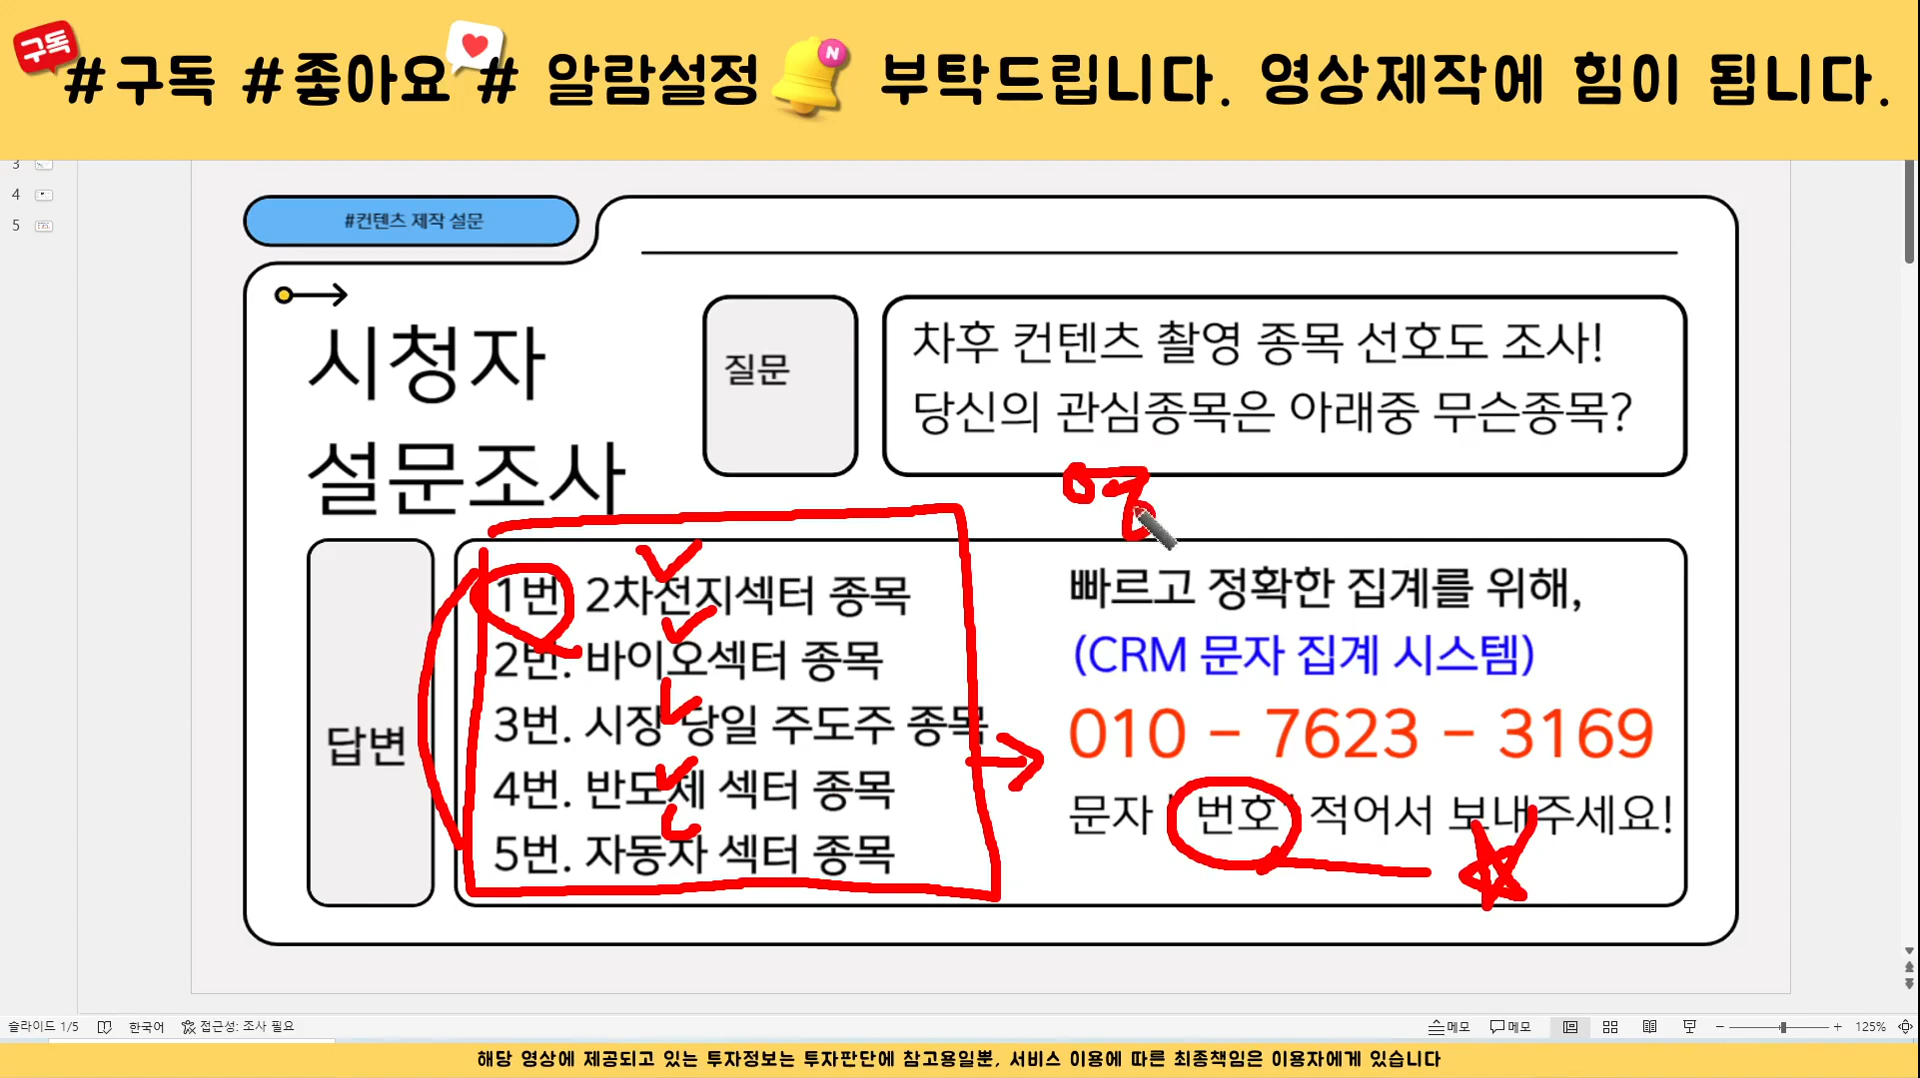 구독
#구독 #좋아요 # 알람설정 N 부탁드립니다. 영상제작에 힘이 됩니다.
3
4
5
#컨텐츠 제작 설문
시청자
설문조사
질문
차후 컨텐츠 촬영 종목 선호도 조사!
당신의 관심종목은 아래중 무슨종목?
답변
1번. 2차전지섹터 종목
2번. 바이오섹터 종목
3번. 시장 당일 주도주 종목
4번. 반도체 섹터 종목
5번. 자동차 섹터 종목
빠르고 정확한 집계를 위해,
(CRM 문자 집계 시스템)
010 - 7623 - 3169
문자 '번호' 적어서 보내주세요!
슬라이드 1/5 한국어 접근성: 조사 필요 메모 메모 125%
해당 영상에 제공되고 있는 투자정보는 투자판단에 참고용일뿐, 서비스 이용에 따른 최종책임은 이용자에게 있습니다